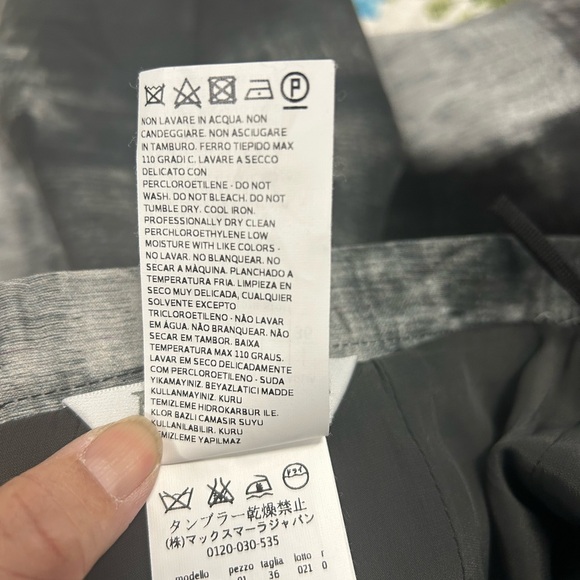 P
NON LAVARE IN ACQUA. NON
CANDEGGIARE. NON ASCIUGARE
IN TAMBURO. FERRO TIEPIDO MAX
110 GRADI C. LAVARE A SECCO
DELICATO CON
PERCLOROETILENE - DO NOT
WASH. DO NOT BLEACH. DO NOT
TUMBLE DRY. COOL IRON.
PROFESSIONALLY DRY CLEAN
PERCHLOROETHYLENE LOW
MOISTURE WITH LIKE COLORS -
NO LAVAR. NO BLANQUEAR. NO
SECAR A MÀQUINA. PLANCHADO A
TEMPERATURA FRIA. LIMPIEZA EN
SECO MUY DELICADA, CUALQUIER
SOLVENTE EXCEPTO
TRICLOROETILENO - NÃO LAVAR
EM ÁGUA. NÃO BRANQUEAR. NÃO
SECAR EM TAMBOR. BAIXA
TEMPERATURA MAX 110 GRAUS.
LAVAR EM SECO DELICADAMENTE
COM PERCLOROETILENO - SUDA
YIKAMAYINIZ. BEYAZLATICI MADDE
KULLANMAYINIZ. KURU
TEMIZLEME HIDROKARBUR ILE.
KLOR BAZLI CAMASIR SUYU
KULLANILABILIR. KURU
TEMIZLEME YAPILMAZ
ドライ
タンブラー乾燥禁止
(株)マックスマーラジャパン
0120-030-535
modello pezzo taglia lotto r
01 36 021 0